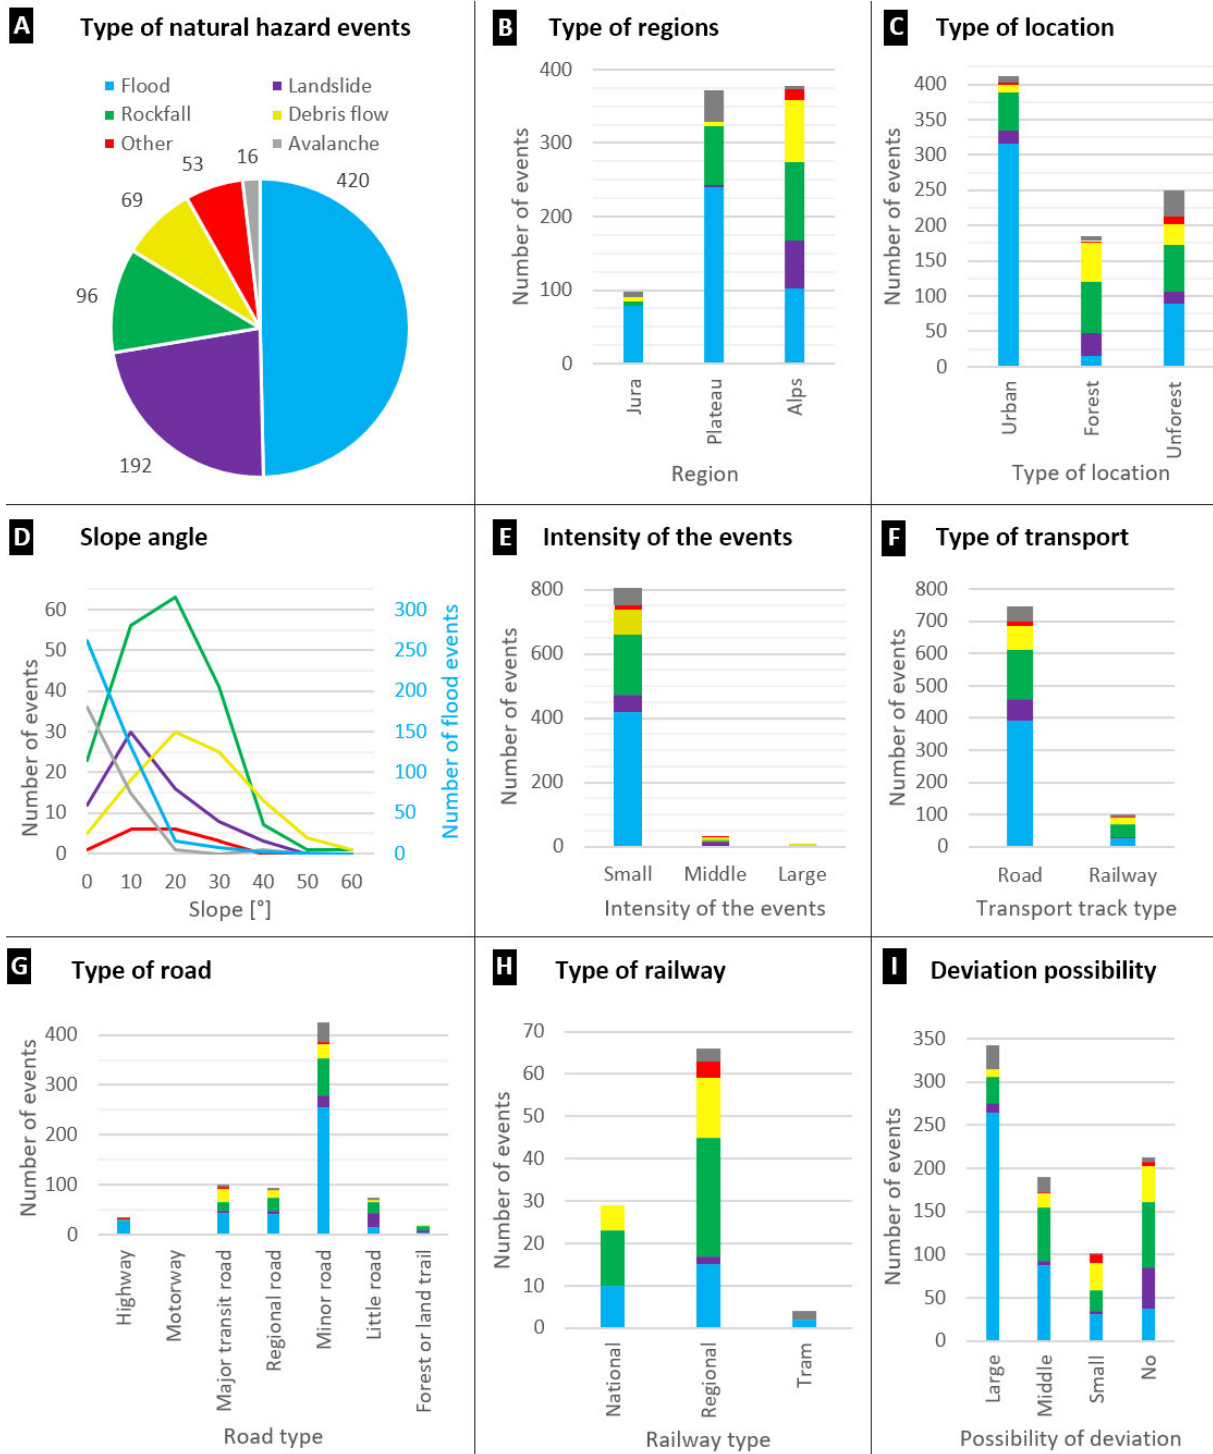 A Type of natural hazard events
Flood Landslide
Rockfall Debris flow
Other Avalanche
53 16
69 420
96
192
B Type of regions
400
300
200
100
0
Number of events
Jura Plateau Alps
Region
C Type of location
400
350
300
250
200
150
100
50
0
Number of events
Urban Forest Unforest
Type of location
D Slope angle
60 300
50 250
40 200
30 150
20 100
10 50
0 0
Number of events
Number of flood events
0 10 20 30 40 50 60
Slope [°]
E Intensity of the events
800
600
400
200
0
Number of events
Small Middle Large
Intensity of the events
F Type of transport
800
700
600
500
400
300
200
100
0
Number of events
Road Railway
Transport track type
G Type of road
400
300
200
100
0
Number of events
Highway
Motorway
Major transit road
Regional road
Minor road
Little road
Forest or land trail
Road type
H Type of railway
70
60
50
40
30
20
10
0
Number of events
National Regional Tram
Railway type
I Deviation possibility
350
300
250
200
150
100
50
0
Number of events
Large Middle Small No
Possibility of deviation